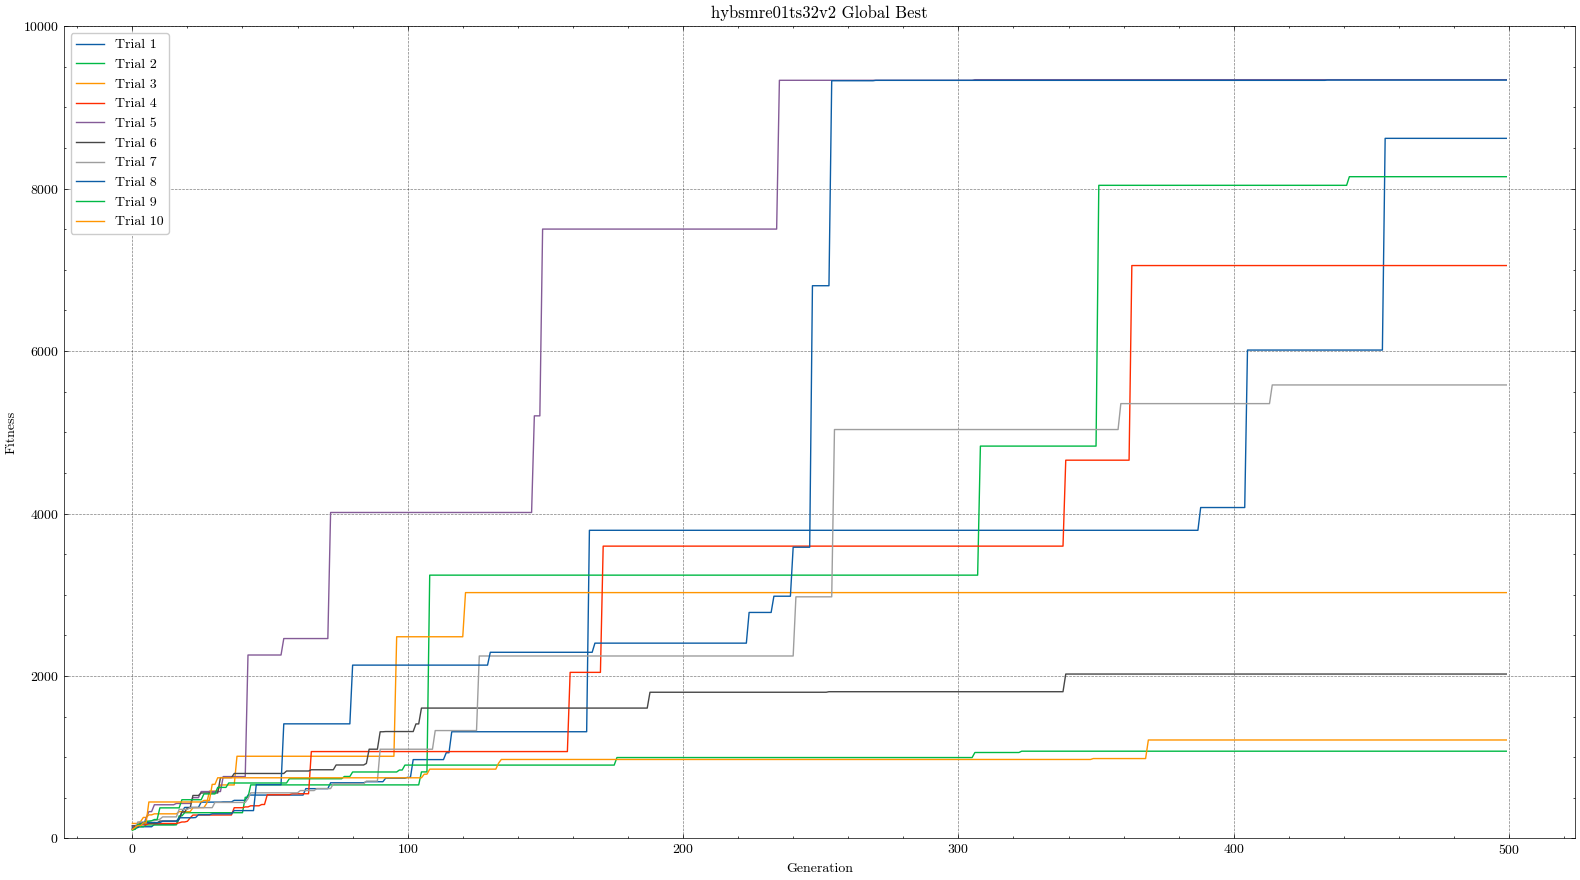 hybsmre01ts32v2 Global Best
10000
8000
6000
4000
2000
0
Fitness
Trial 1
Trial 2
Trial 3
Trial 4
Trial 5
Trial 6
Trial 7
Trial 8
Trial 9
Trial 10
0 100 200 300 400 500
Generation